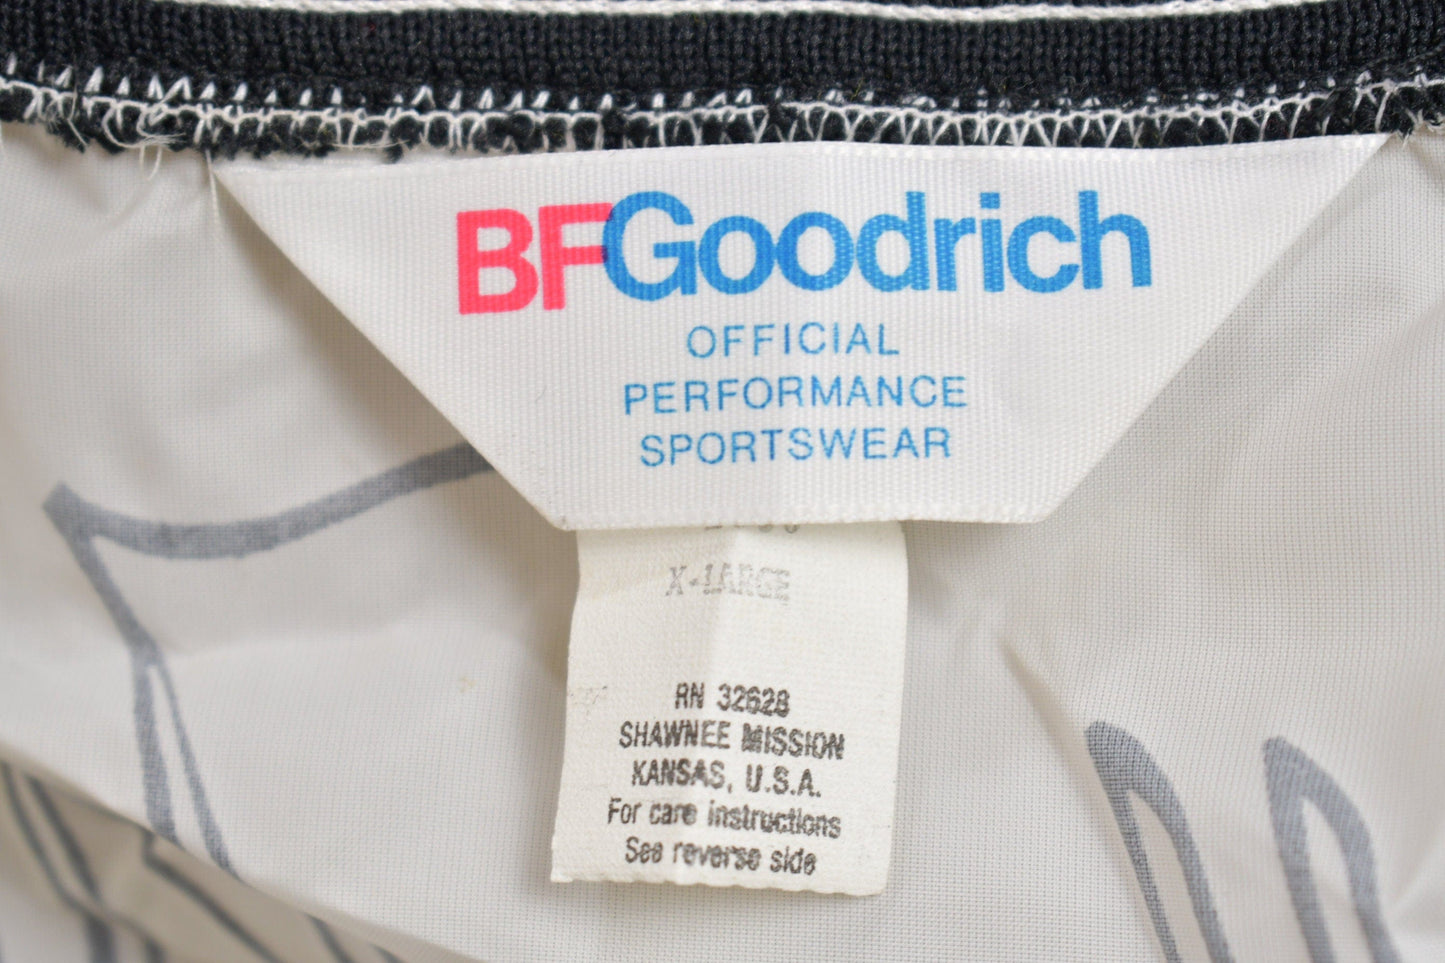 BFGoodrich
OFFICIAL
PERFORMANCE
SPORTSWEAR
X-LARGE
RN 32628
SHAWNEE MISSION
KANSAS, U.S.A.
For care instructions
See reverse side